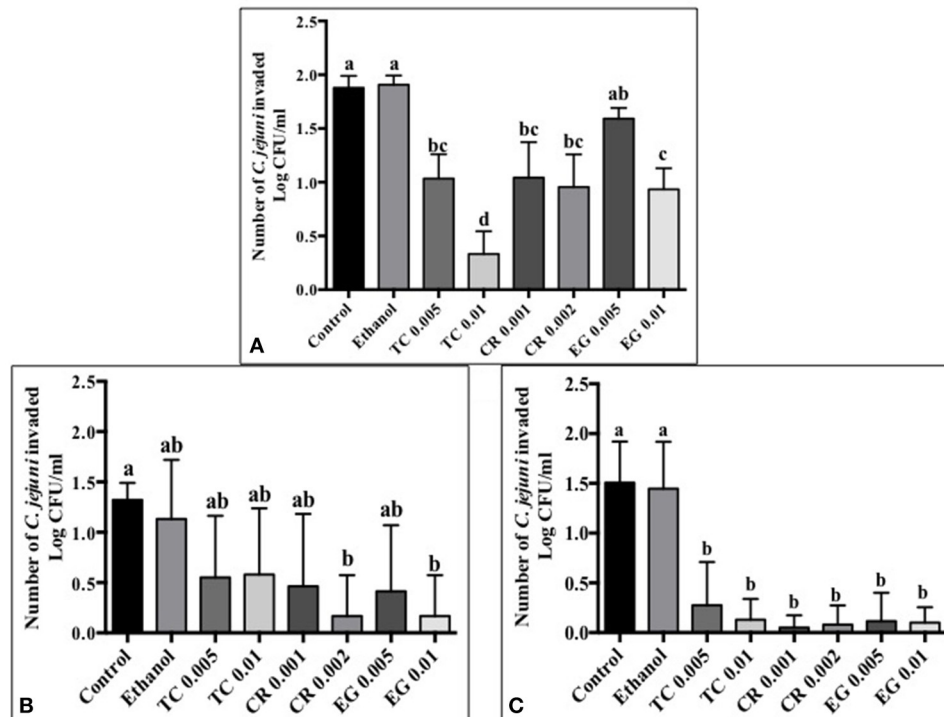 Number of C. jejuni invaded
Log CFU/ml
2.5
2.0
1.5
1.0
0.5
0.0
a
a
bc
d
bc
bc
ab
c
Control
Ethanol
TC 0.005
TC 0.01
CR 0.001
CR 0.002
EG 0.005
EG 0.01
A
Number of C. jejuni invaded
Log CFU/ml
2.5
2.0
1.5
1.0
0.5
0.0
a
ab
ab
ab
ab
b
ab
b
Control
Ethanol
TC 0.005
TC 0.01
CR 0.001
CR 0.002
EG 0.005
EG 0.01
B
Number of C. jejuni invaded
Log CFU/ml
2.5
2.0
1.5
1.0
0.5
0.0
a
a
b
b
b
b
b
b
Control
Ethanol
TC 0.005
TC 0.01
CR 0.001
CR 0.002
EG 0.005
EG 0.01
C